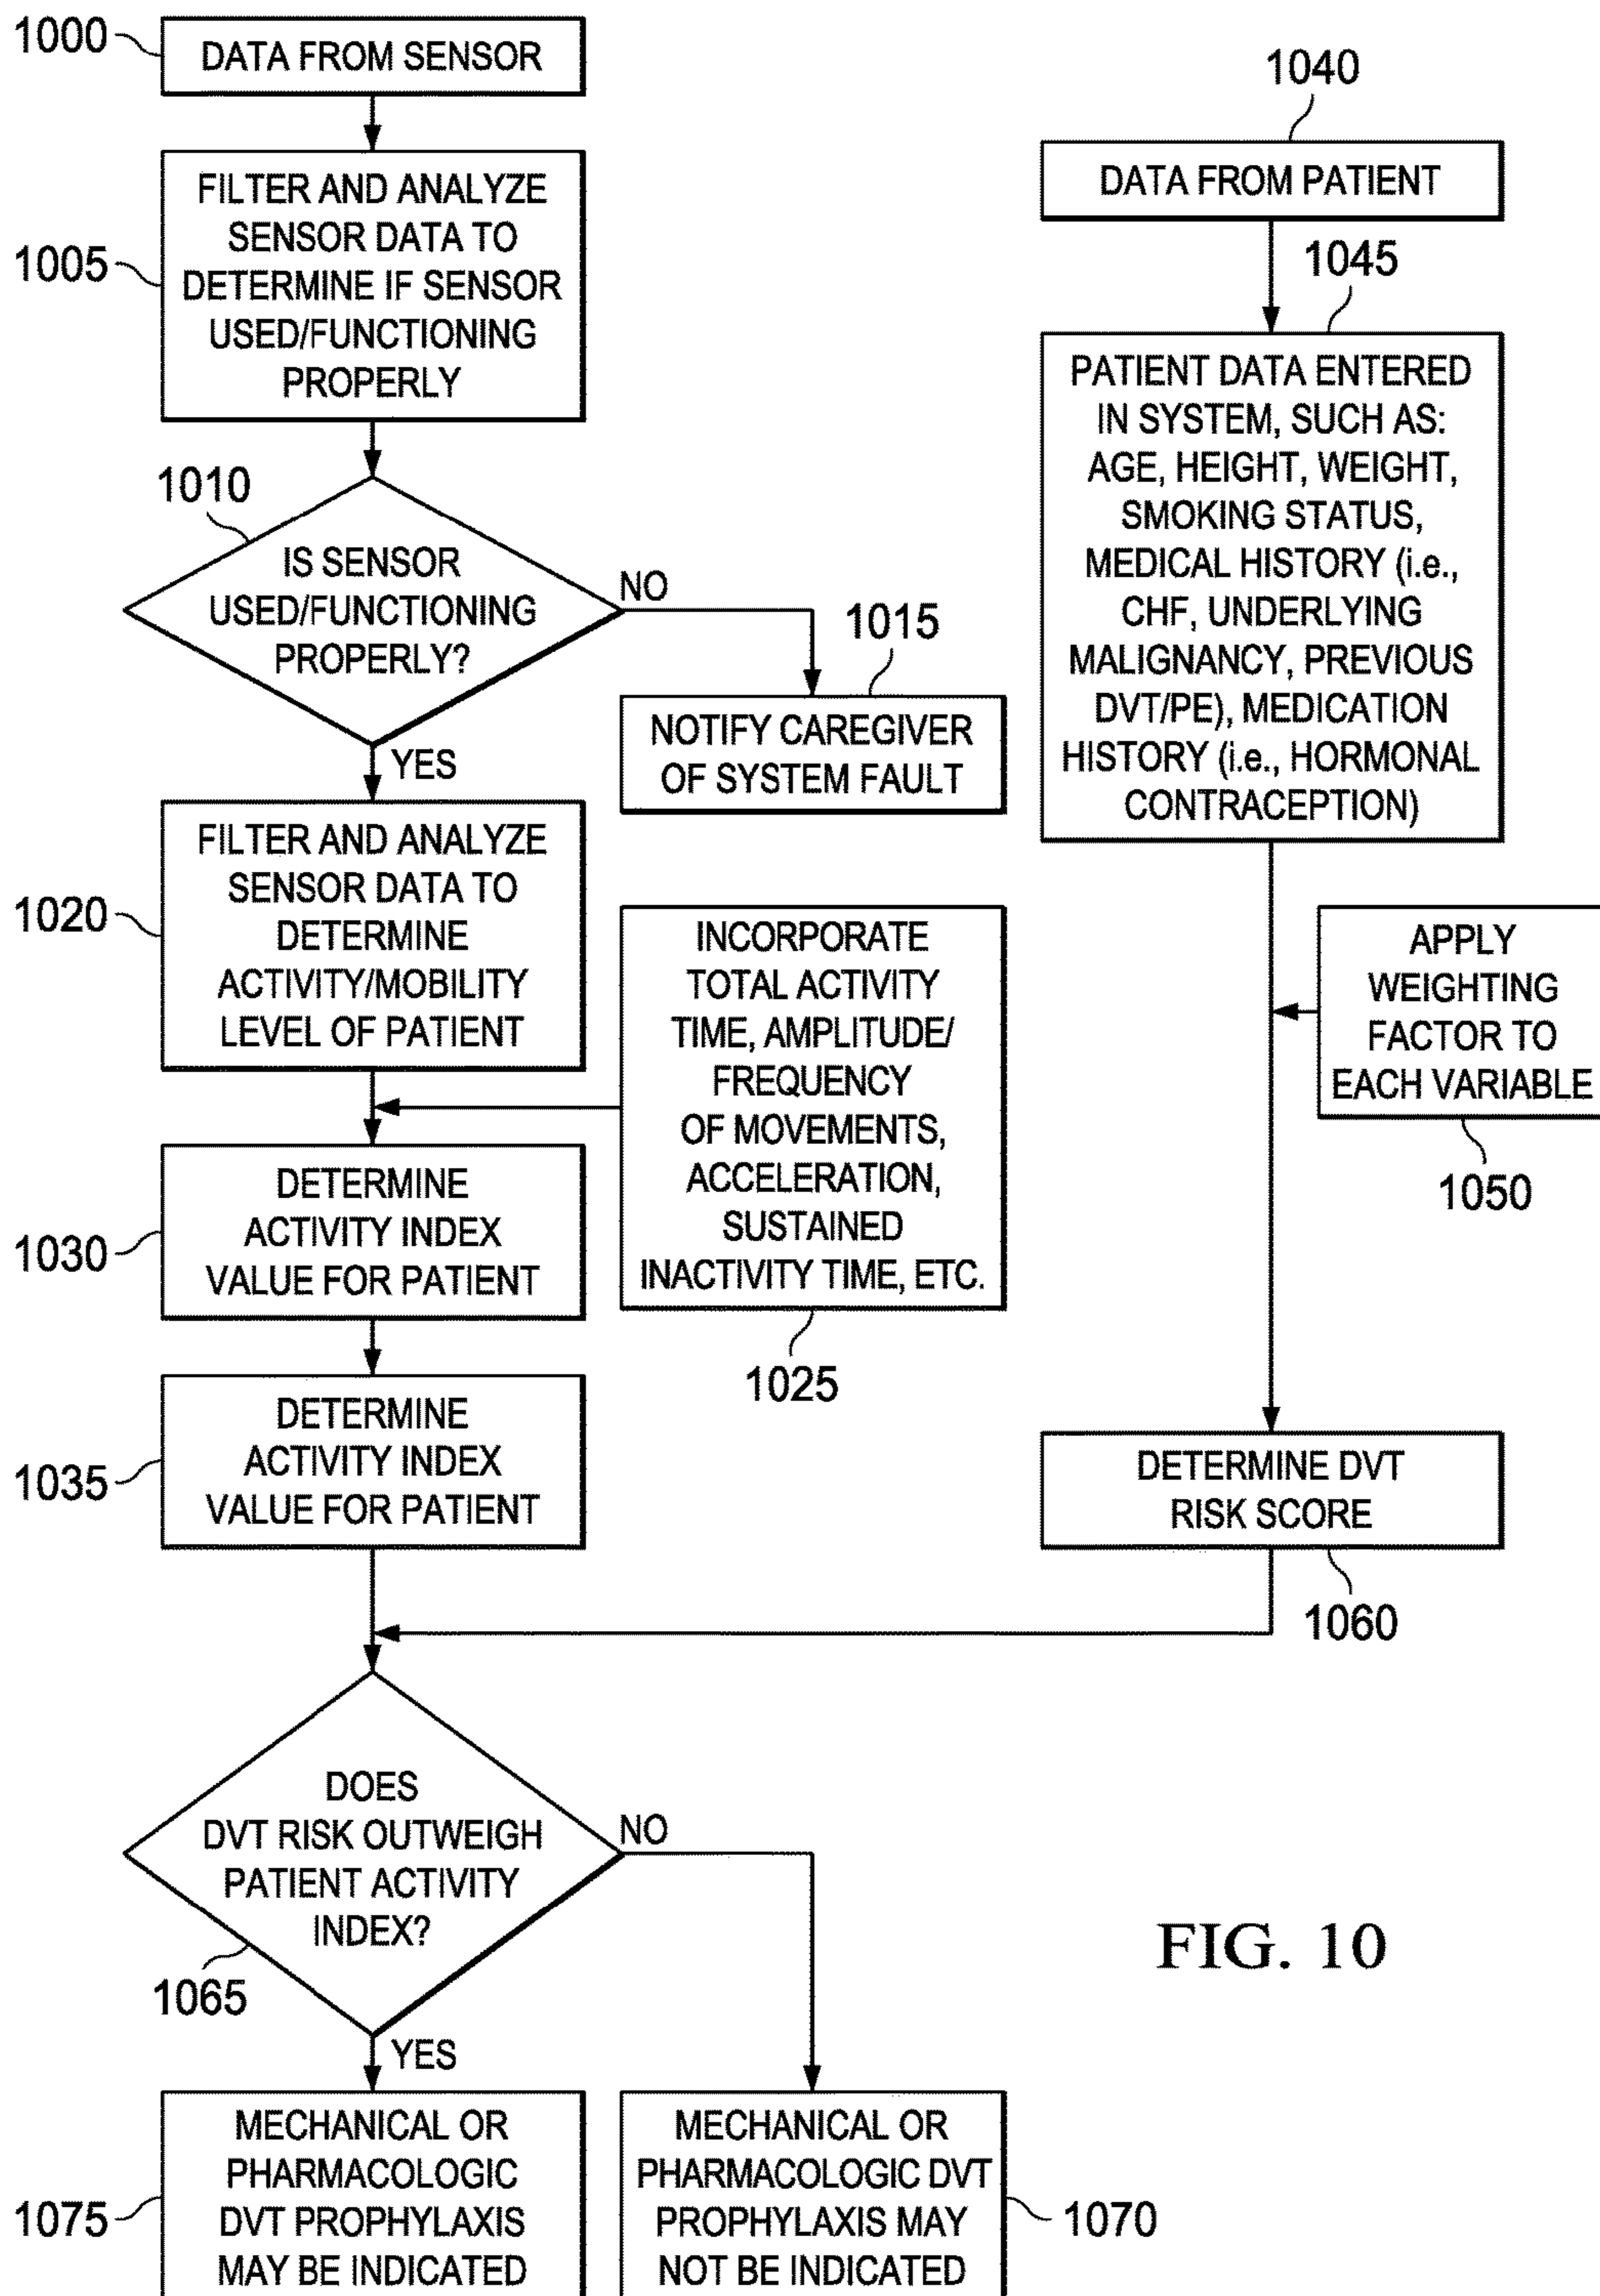 1000
DATA FROM SENSOR
1005
FILTER AND ANALYZE
SENSOR DATA TO
DETERMINE IF SENSOR
USED/FUNCTIONING
PROPERLY
1010
IS SENSOR
USED/FUNCTIONING
PROPERLY?
NO
YES
1015
NOTIFY CAREGIVER
OF SYSTEM FAULT
1020
FILTER AND ANALYZE
SENSOR DATA TO
DETERMINE
ACTIVITY/MOBILITY
LEVEL OF PATIENT
INCORPORATE
TOTAL ACTIVITY
TIME, AMPLITUDE/
FREQUENCY
OF MOVEMENTS,
ACCELERATION,
SUSTAINED
INACTIVITY TIME, ETC.
1025
1030
DETERMINE
ACTIVITY INDEX
VALUE FOR PATIENT
1035
DETERMINE
ACTIVITY INDEX
VALUE FOR PATIENT
1040
DATA FROM PATIENT
1045
PATIENT DATA ENTERED
IN SYSTEM, SUCH AS:
AGE, HEIGHT, WEIGHT,
SMOKING STATUS,
MEDICAL HISTORY (i.e.,
CHF, UNDERLYING
MALIGNANCY, PREVIOUS
DVT/PE), MEDICATION
HISTORY (i.e., HORMONAL
CONTRACEPTION)
APPLY
WEIGHTING
FACTOR TO
EACH VARIABLE
1050
DETERMINE DVT
RISK SCORE
1060
DOES
DVT RISK OUTWEIGH
PATIENT ACTIVITY
INDEX?
1065
NO
YES
1075
MECHANICAL OR
PHARMACOLOGIC
DVT PROPHYLAXIS
MAY BE INDICATED
MECHANICAL OR
PHARMACOLOGIC DVT
PROPHYLAXIS MAY
NOT BE INDICATED
1070
FIG. 10